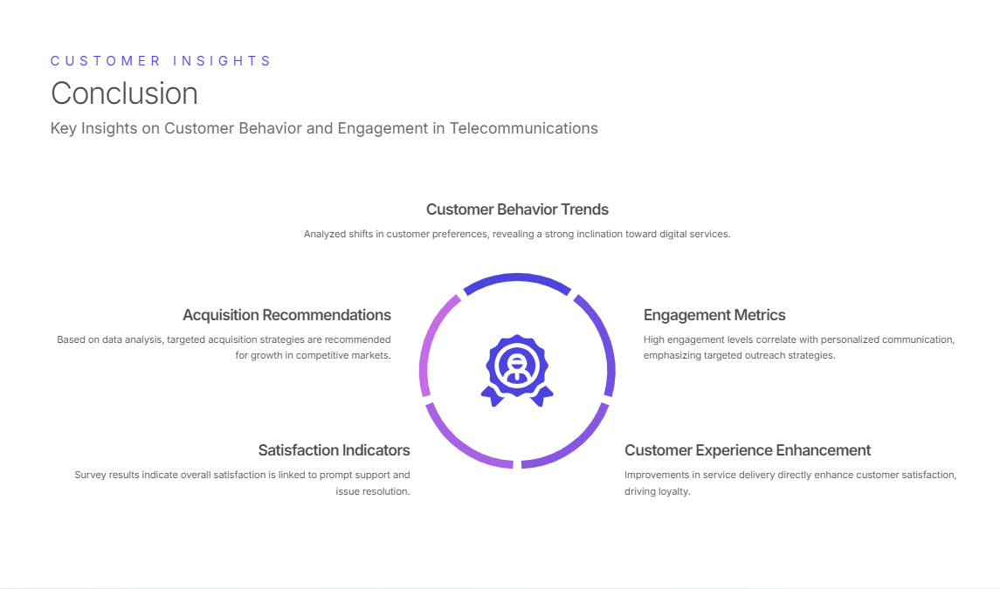 CUSTOMER INSIGHTS
Conclusion
Key Insights on Customer Behavior and Engagement in Telecommunications
Customer Behavior Trends
Analyzed shifts in customer preferences, revealing a strong inclination toward digital services.
Acquisition Recommendations
Based on data analysis, targeted acquisition strategies are recommended
for growth in competitive markets.
Engagement Metrics
High engagement levels correlate with personalized communication,
emphasizing targeted outreach strategies.
Satisfaction Indicators
Survey results indicate overall satisfaction is linked to prompt support and
issue resolution.
Customer Experience Enhancement
Improvements in service delivery directly enhance customer satisfaction,
driving loyalty.